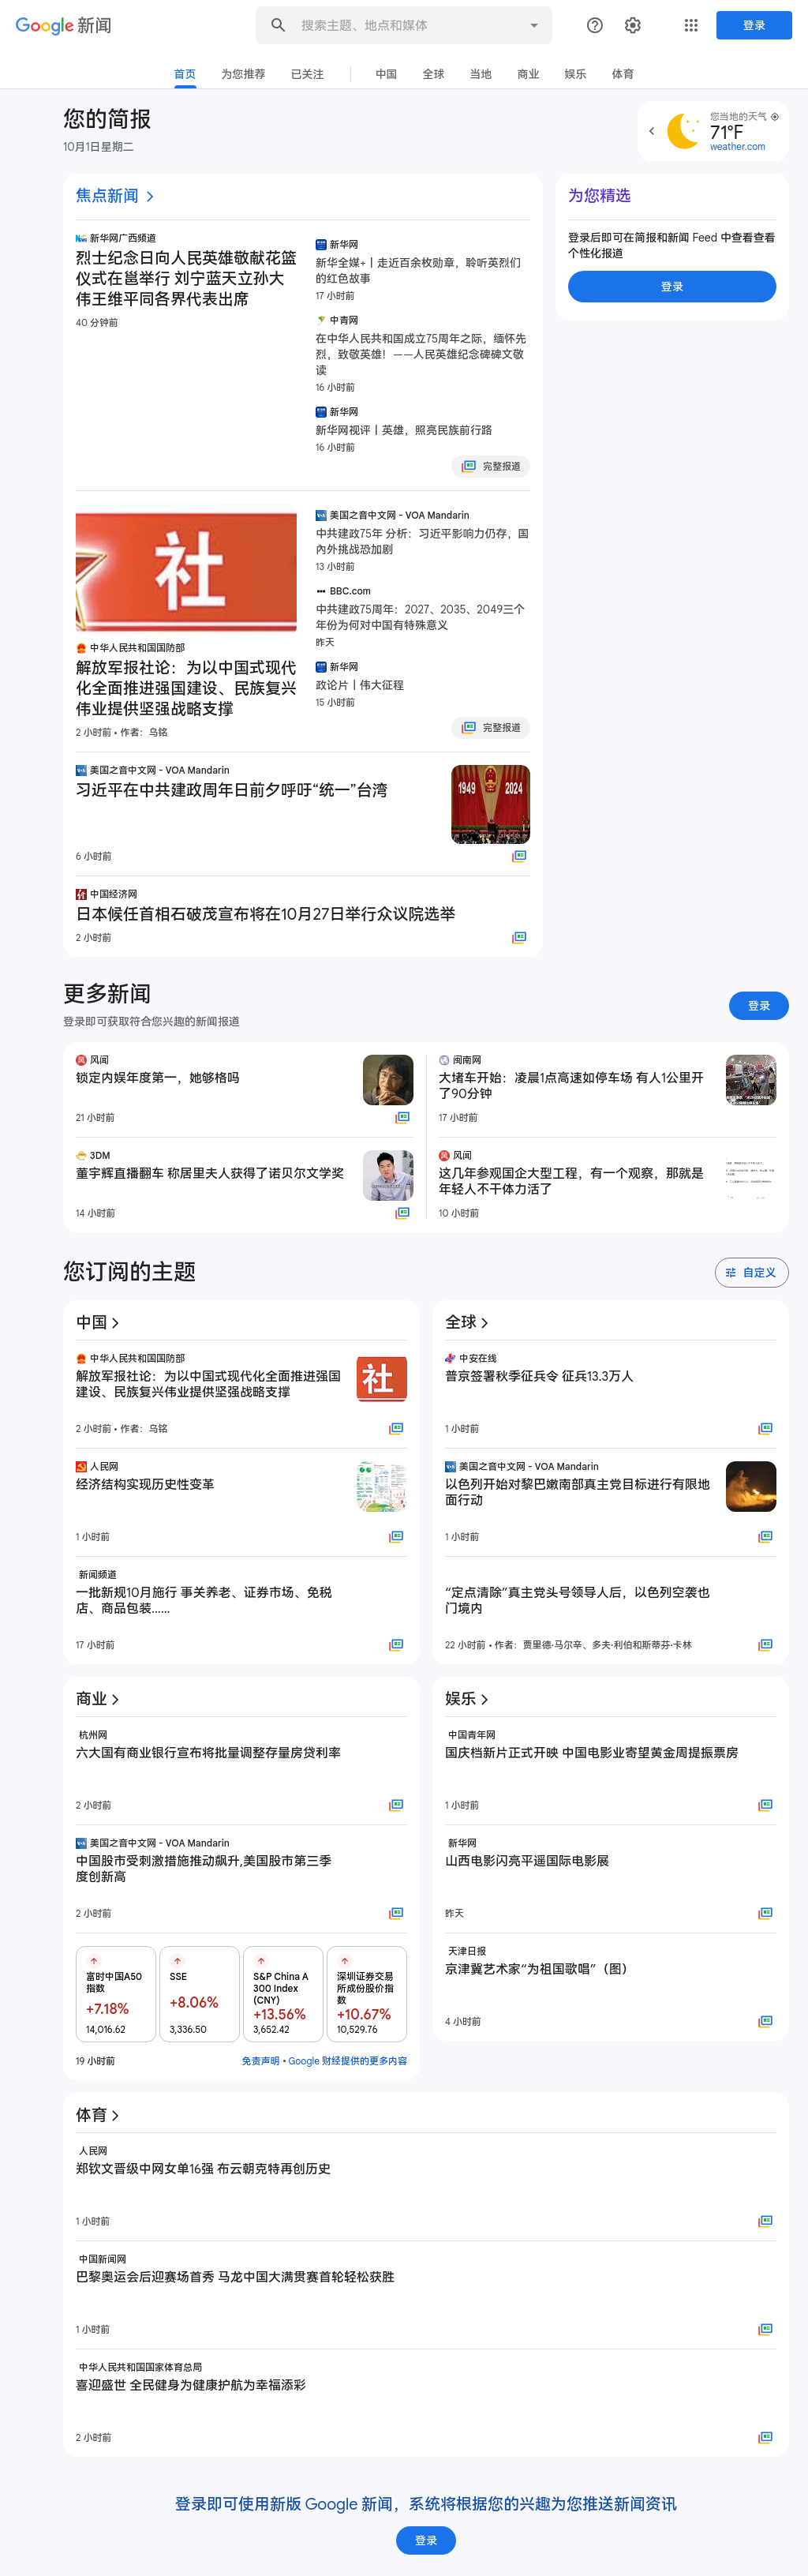 Google 新闻
搜索主题、地点和媒体
登录
首页
为您推荐
已关注
中国
全球
当地
商业
娱乐
体育
您的简报
10月1日星期二
您当地的天气
71°F
weather.com
焦点新闻
新华网广西频道
烈士纪念日向人民英雄敬献花篮
仪式在邕举行 刘宁蓝天立孙大
伟王维平同各界代表出席
40 分钟前
新华网
新华全媒+丨走近百余枚勋章，聆听英烈们
的红色故事
17 小时前
中青网
在中华人民共和国成立75周年之际，缅怀先
烈，致敬英雄！——人民英雄纪念碑碑文敬
读
16 小时前
新华网
新华网视评丨英雄，照亮民族前行路
16 小时前
完整报道
为您精选
登录后即可在简报和新闻 Feed 中查看查看
个性化报道
登录
社
中华人民共和国国防部
解放军报社论：为以中国式现代
化全面推进强国建设、民族复兴
伟业提供坚强战略支撑
2 小时前 • 作者：乌铭
美国之音中文网 - VOA Mandarin
中共建政75年 分析：习近平影响力仍存，国
内外挑战恐加剧
13 小时前
BBC.com
中共建政75周年：2027、2035、2049三个
年份为何对中国有特殊意义
昨天
新华网
政论片丨伟大征程
15 小时前
完整报道
美国之音中文网 - VOA Mandarin
习近平在中共建政周年日前夕呼吁“统一”台湾
1949 2024
6 小时前
中国经济网
日本候任首相石破茂宣布将在10月27日举行众议院选举
2 小时前
更多新闻
登录即可获取符合您兴趣的新闻报道
登录
风闻
锁定内娱年度第一，她够格吗
21 小时前
闽南网
大堵车开始：凌晨1点高速如停车场 有人1公里开
了90分钟
17 小时前
3DM
董宇辉直播翻车 称居里夫人获得了诺贝尔文学奖
14 小时前
风闻
这几年参观国企大型工程，有一个观察，那就是
年轻人不干体力活了
10 小时前
您订阅的主题
自定义
中国
中华人民共和国国防部
解放军报社论：为以中国式现代化全面推进强国
建设、民族复兴伟业提供坚强战略支撑
社
2 小时前 • 作者：乌铭
人民网
经济结构实现历史性变革
1 小时前
新闻频道
一批新规10月施行 事关养老、证券市场、免税
店、商品包装......
17 小时前
全球
中安在线
普京签署秋季征兵令 征兵13.3万人
1 小时前
美国之音中文网 - VOA Mandarin
以色列开始对黎巴嫩南部真主党目标进行有限地
面行动
1 小时前
“定点清除”真主党头号领导人后，以色列空袭也
门境内
22 小时前 • 作者：贾里德·马尔辛、多夫·利伯和斯蒂芬·卡林
商业
杭州网
六大国有商业银行宣布将批量调整存量房贷利率
2 小时前
美国之音中文网 - VOA Mandarin
中国股市受刺激措施推动飙升,美国股市第三季
度创新高
2 小时前
富时中国A50
指数
+7.18%
14,016.62
SSE
+8.06%
3,336.50
S&P China A
300 Index
(CNY)
+13.56%
3,652.42
深圳证券交易
所成份股价指
数
+10.67%
10,529.76
19 小时前
免责声明 • Google 财经提供的更多内容
娱乐
中国青年网
国庆档新片正式开映 中国电影业寄望黄金周提振票房
1 小时前
新华网
山西电影闪亮平遥国际电影展
昨天
天津日报
京津冀艺术家“为祖国歌唱”（图）
4 小时前
体育
人民网
郑钦文晋级中网女单16强 布云朝克特再创历史
1 小时前
中国新闻网
巴黎奥运会后迎赛场首秀 马龙中国大满贯赛首轮轻松获胜
1 小时前
中华人民共和国国家体育总局
喜迎盛世 全民健身为健康护航为幸福添彩
2 小时前
登录即可使用新版 Google 新闻，系统将根据您的兴趣为您推送新闻资讯
登录